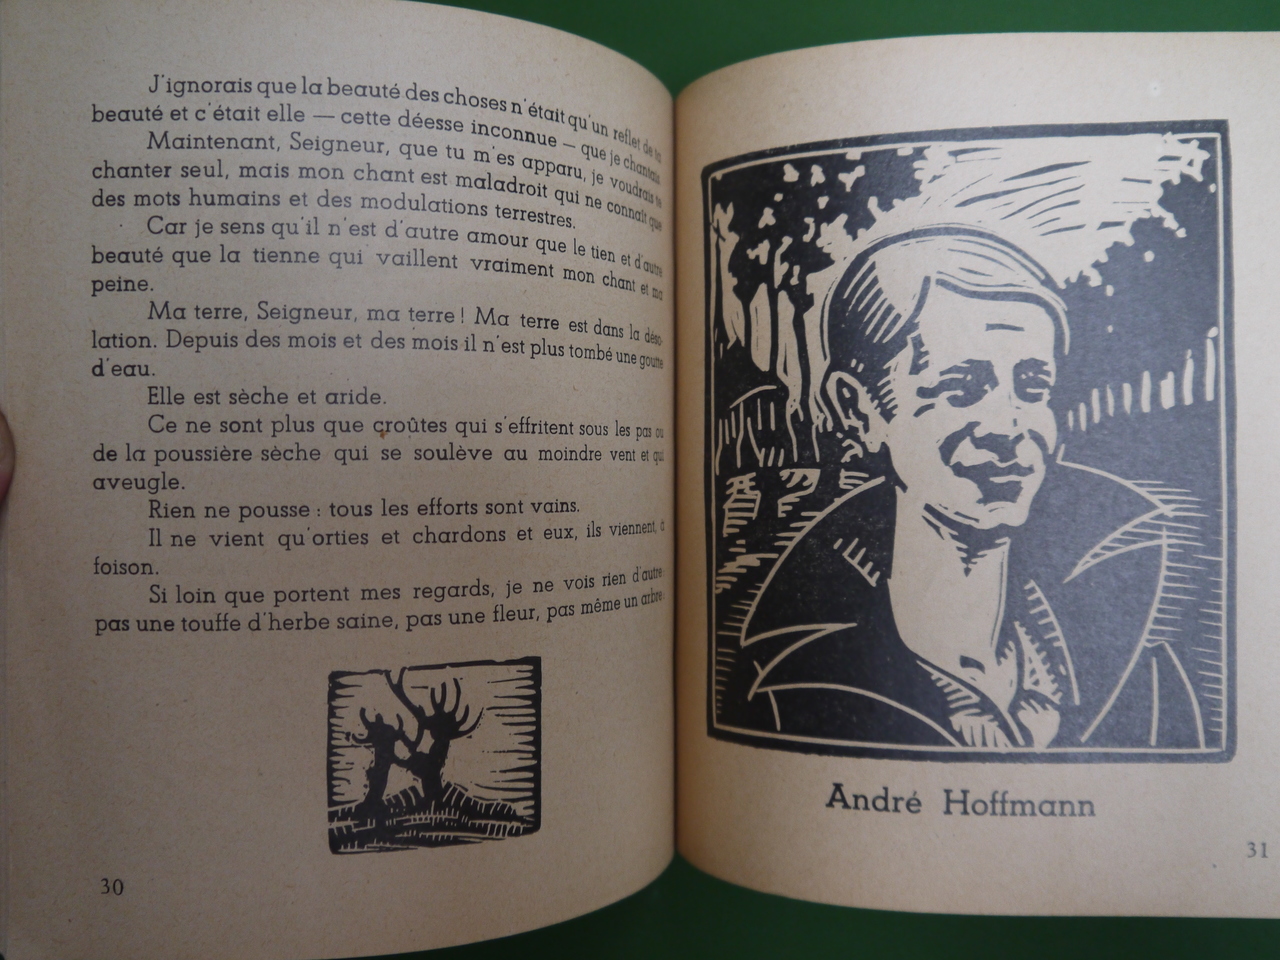 J'ignorais que la beauté des choses n'était qu'un reflet de ta
beauté et c'était elle — cette déesse inconnue — que je chantais
Maintenant, Seigneur, que tu m'es apparu, je voudrais te
chanter seul, mais mon chant est maladroit qui ne connaît que
des mots humains et des modulations terrestres.
Car je sens qu'il n'est d'autre amour que le tien et d'autre
beauté que la tienne qui vaillent vraiment mon chant et ma
peine.
Ma terre, Seigneur, ma terre ! Ma terre est dans la déso-
lation. Depuis des mois et des mois il n'est plus tombé une goutte
d'eau.
Elle est sèche et aride.
Ce ne sont plus que croûtes qui s'effritent sous les pas ou
de la poussière sèche qui se soulève au moindre vent et qui
aveugle.
Rien ne pousse : tous les efforts sont vains.
Il ne vient qu'orties et chardons et eux, ils viennent, à
foison.
Si loin que portent mes regards, je ne vois rien d'autre
pas une touffe d'herbe saine, pas une fleur, pas même un arbre
30
André Hoffmann
31